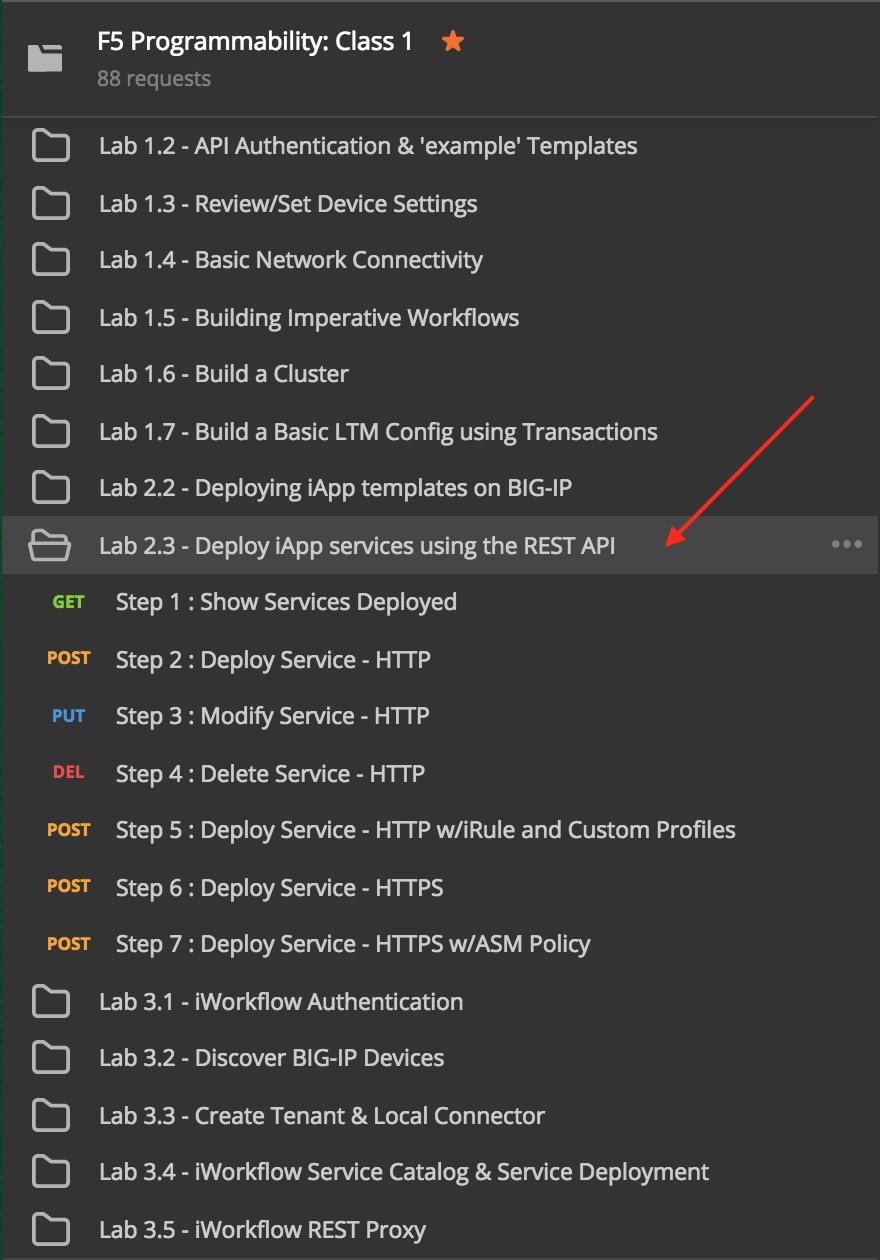 F5 Programmability: Class 1
88 requests
Lab 1.2 - API Authentication & 'example' Templates
Lab 1.3 - Review/Set Device Settings
Lab 1.4 - Basic Network Connectivity
Lab 1.5 - Building Imperative Workflows
Lab 1.6 - Build a Cluster
Lab 1.7 - Build a Basic LTM Config using Transactions
Lab 2.2 - Deploying iApp templates on BIG-IP
Lab 2.3 - Deploy iApp services using the REST API
GET Step 1 : Show Services Deployed
POST Step 2 : Deploy Service - HTTP
PUT Step 3 : Modify Service - HTTP
DEL Step 4 : Delete Service - HTTP
POST Step 5 : Deploy Service - HTTP w/iRule and Custom Profiles
POST Step 6 : Deploy Service - HTTPS
POST Step 7 : Deploy Service - HTTPS w/ASM Policy
Lab 3.1 - iWorkflow Authentication
Lab 3.2 - Discover BIG-IP Devices
Lab 3.3 - Create Tenant & Local Connector
Lab 3.4 - iWorkflow Service Catalog & Service Deployment
Lab 3.5 - iWorkflow REST Proxy